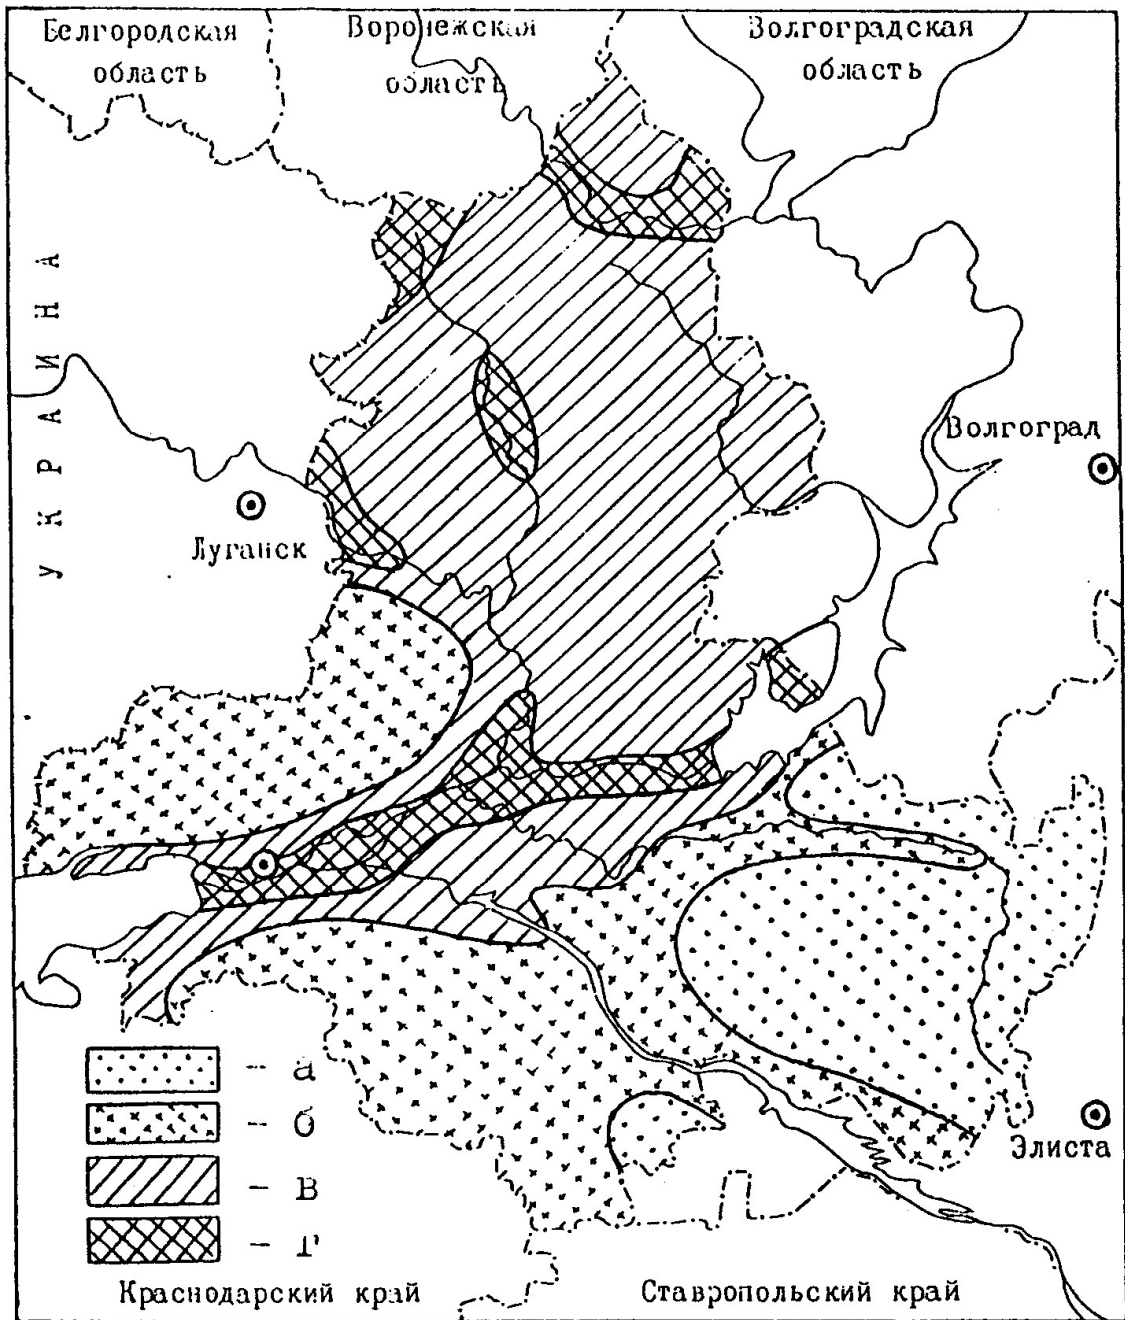 Белгородская
область
Воронежская
область
Волгоградская
область
УКРАИНА
Волгоград
Луганск
- а
- б
- в
- г
Элиста
Краснодарский край
Ставропольский край